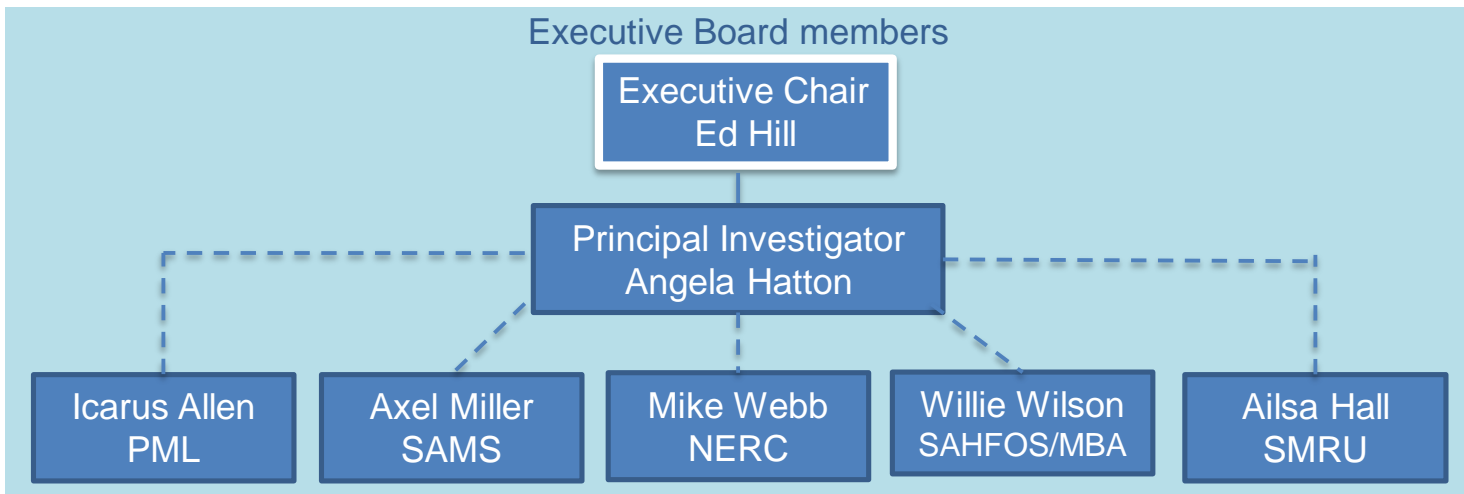 Executive Board members
Executive Chair
Ed Hill
Principal Investigator
Angela Hatton
Icarus Allen
PML
Axel Miller
SAMS
Mike Webb
NERC
Willie Wilson
SAHFOS/MBA
Ailsa Hall
SMRU